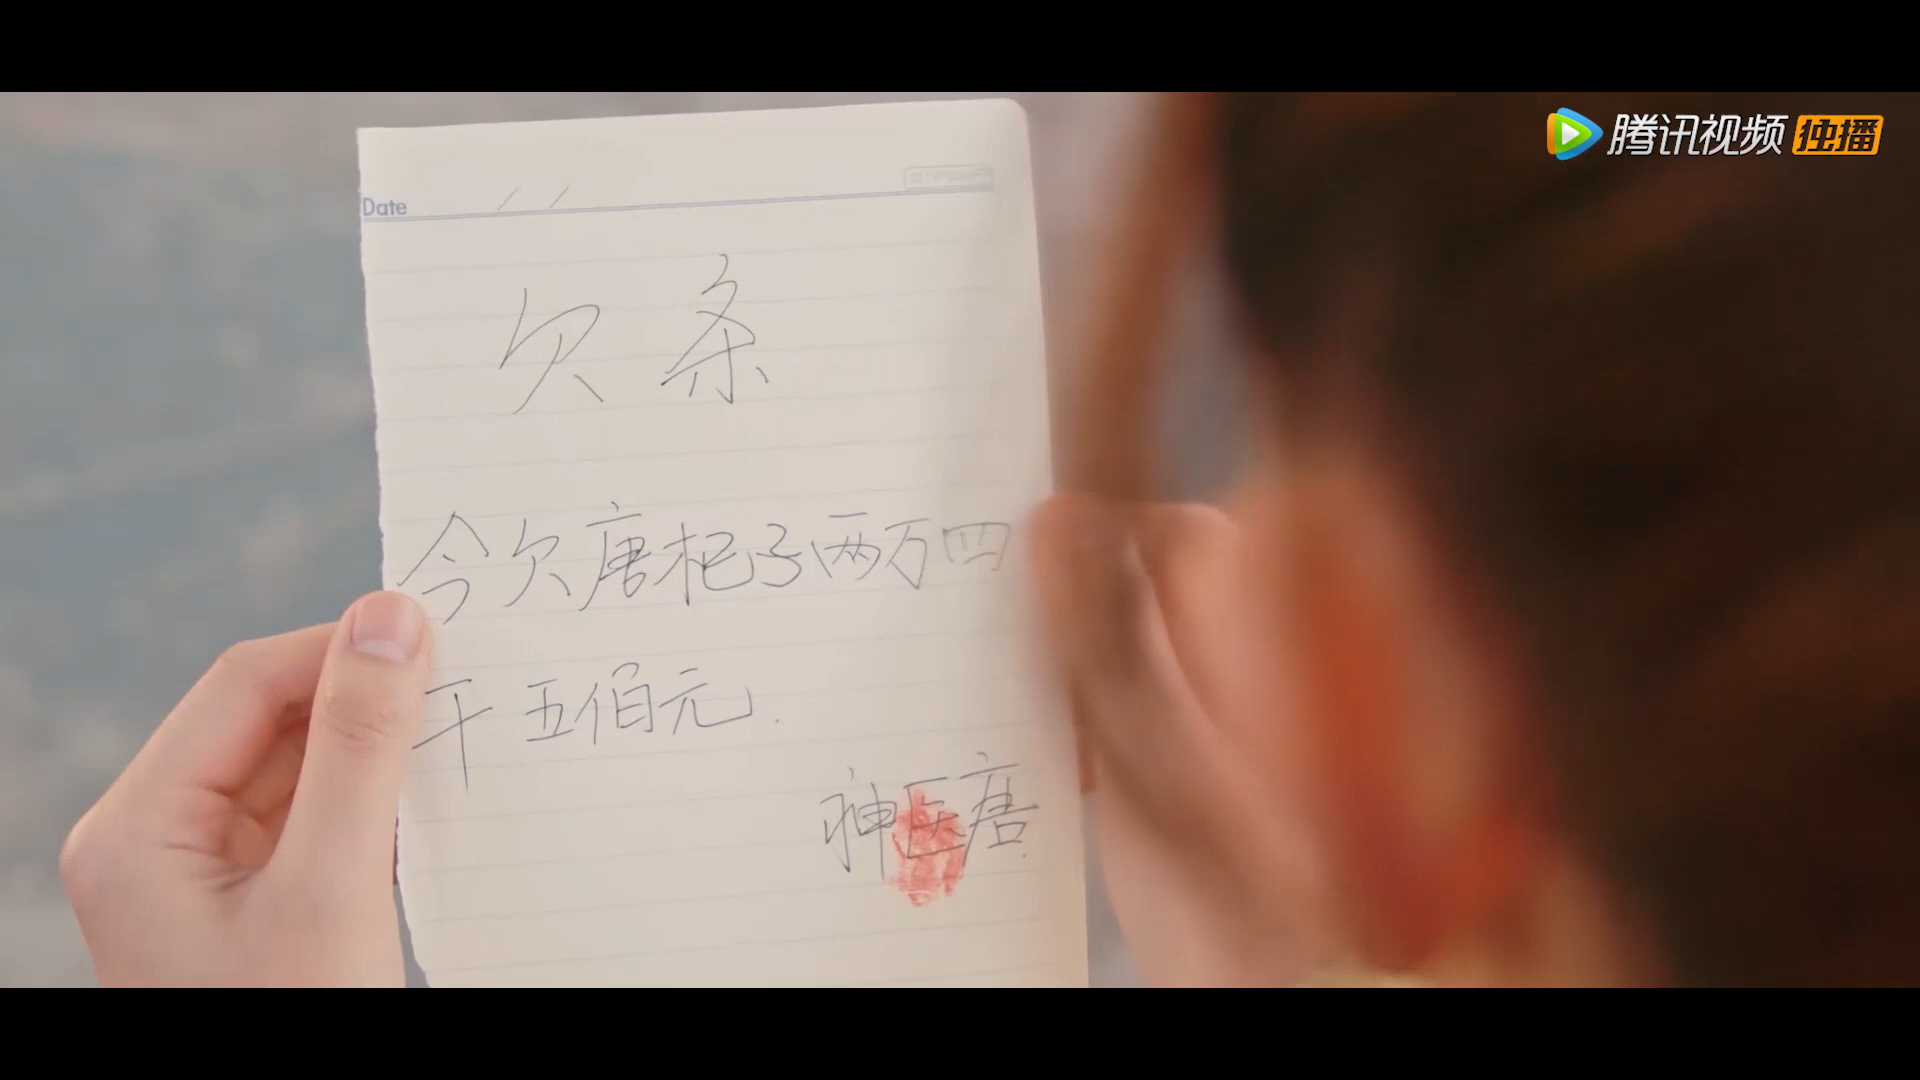 腾讯视频 独播
Date / /
欠条
今欠唐杞子两万四
千五佰元.
神医唐